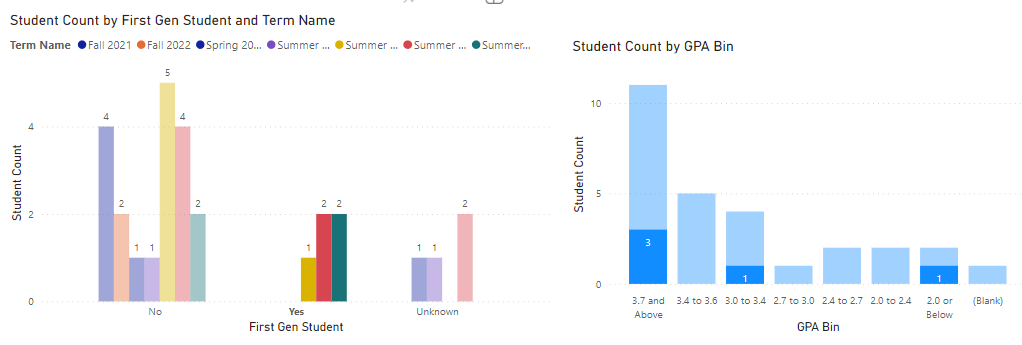 Student Count by First Gen Student and Term Name
Term Name Fall 2021 Fall 2022 Spring 20... Summer ... Summer ... Summer ... Summer...
Student Count
4
2
0
4
2
1
1
5
4
2
1
2
2
1
1
2
No
Yes
Unknown
First Gen Student
Student Count by GPA Bin
Student Count
10
5
0
3
1
1
3.7 and
Above
3.4 to 3.6
3.0 to 3.4
2.7 to 3.0
2.4 to 2.7
2.0 to 2.4
2.0 or
Below
(Blank)
GPA Bin